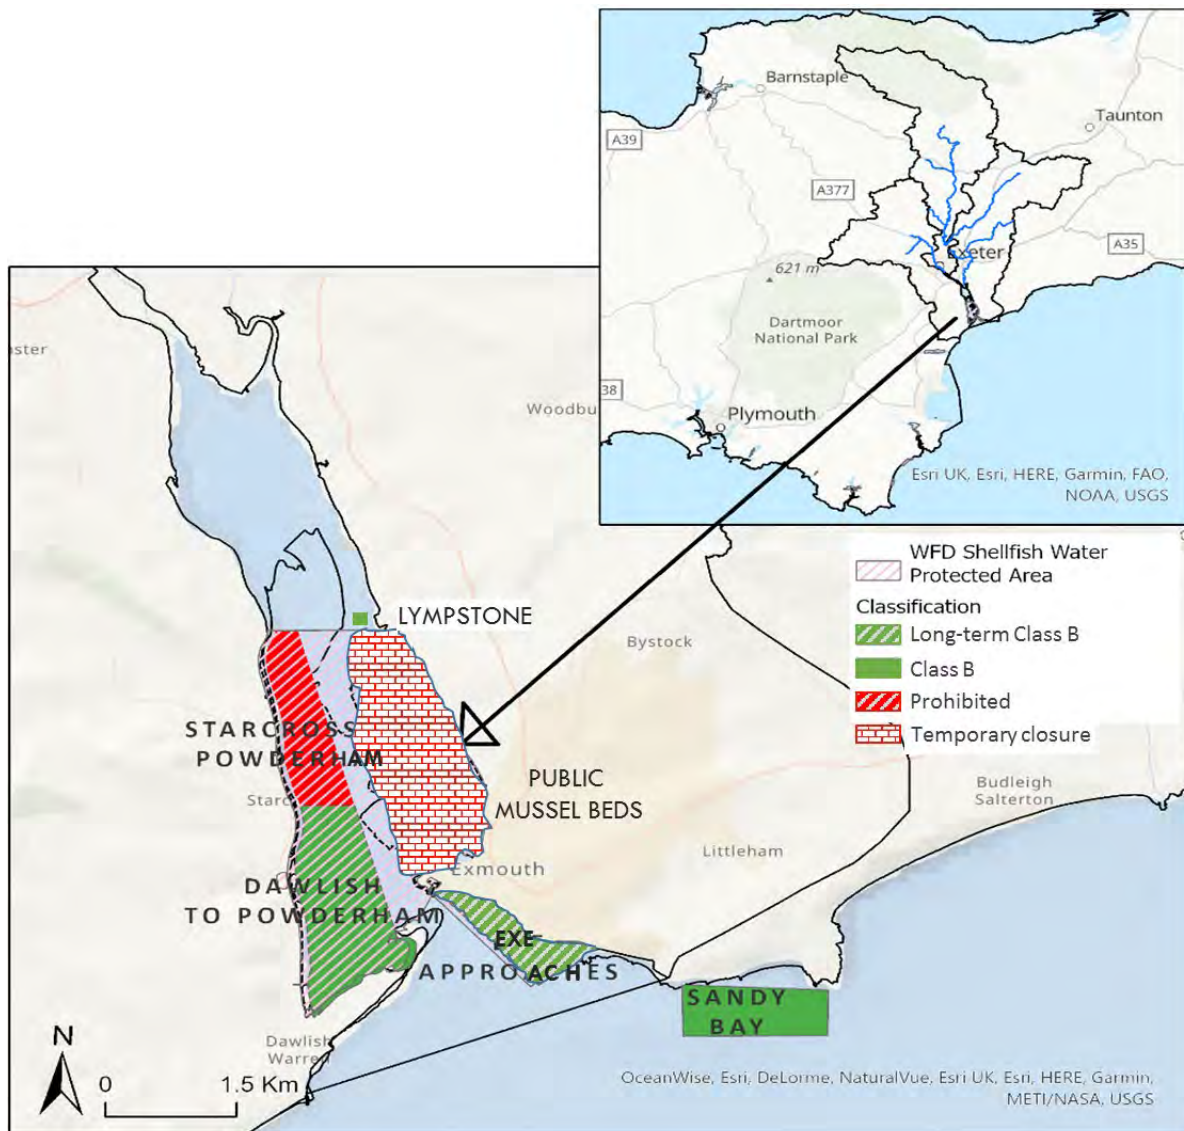 Barnstaple
Taunton
A39
A377
Exeter
A35
621 m
Dartmoor
National Park
38
Plymouth
Esri UK, Esri, HERE, Garmin, FAO,
NOAA, USGS
ster
Woodbu
WFD Shellfish Water
Protected Area
Classification
Long-term Class B
Class B
Prohibited
Temporary closure
LYMPSTONE
Bystock
STARCROSS
POWDERHAM
PUBLIC
MUSSEL BEDS
Starc
Budleigh
Salterton
Littleham
Exmouth
DAWLISH
TO POWDERHAM
EXE
APPROACHES
SANDY
BAY
N
Dawlish
Warren
0 1.5 Km
OceanWise, Esri, DeLorme, NaturalVue, Esri UK, Esri, HERE, Garmin,
METI/NASA, USGS